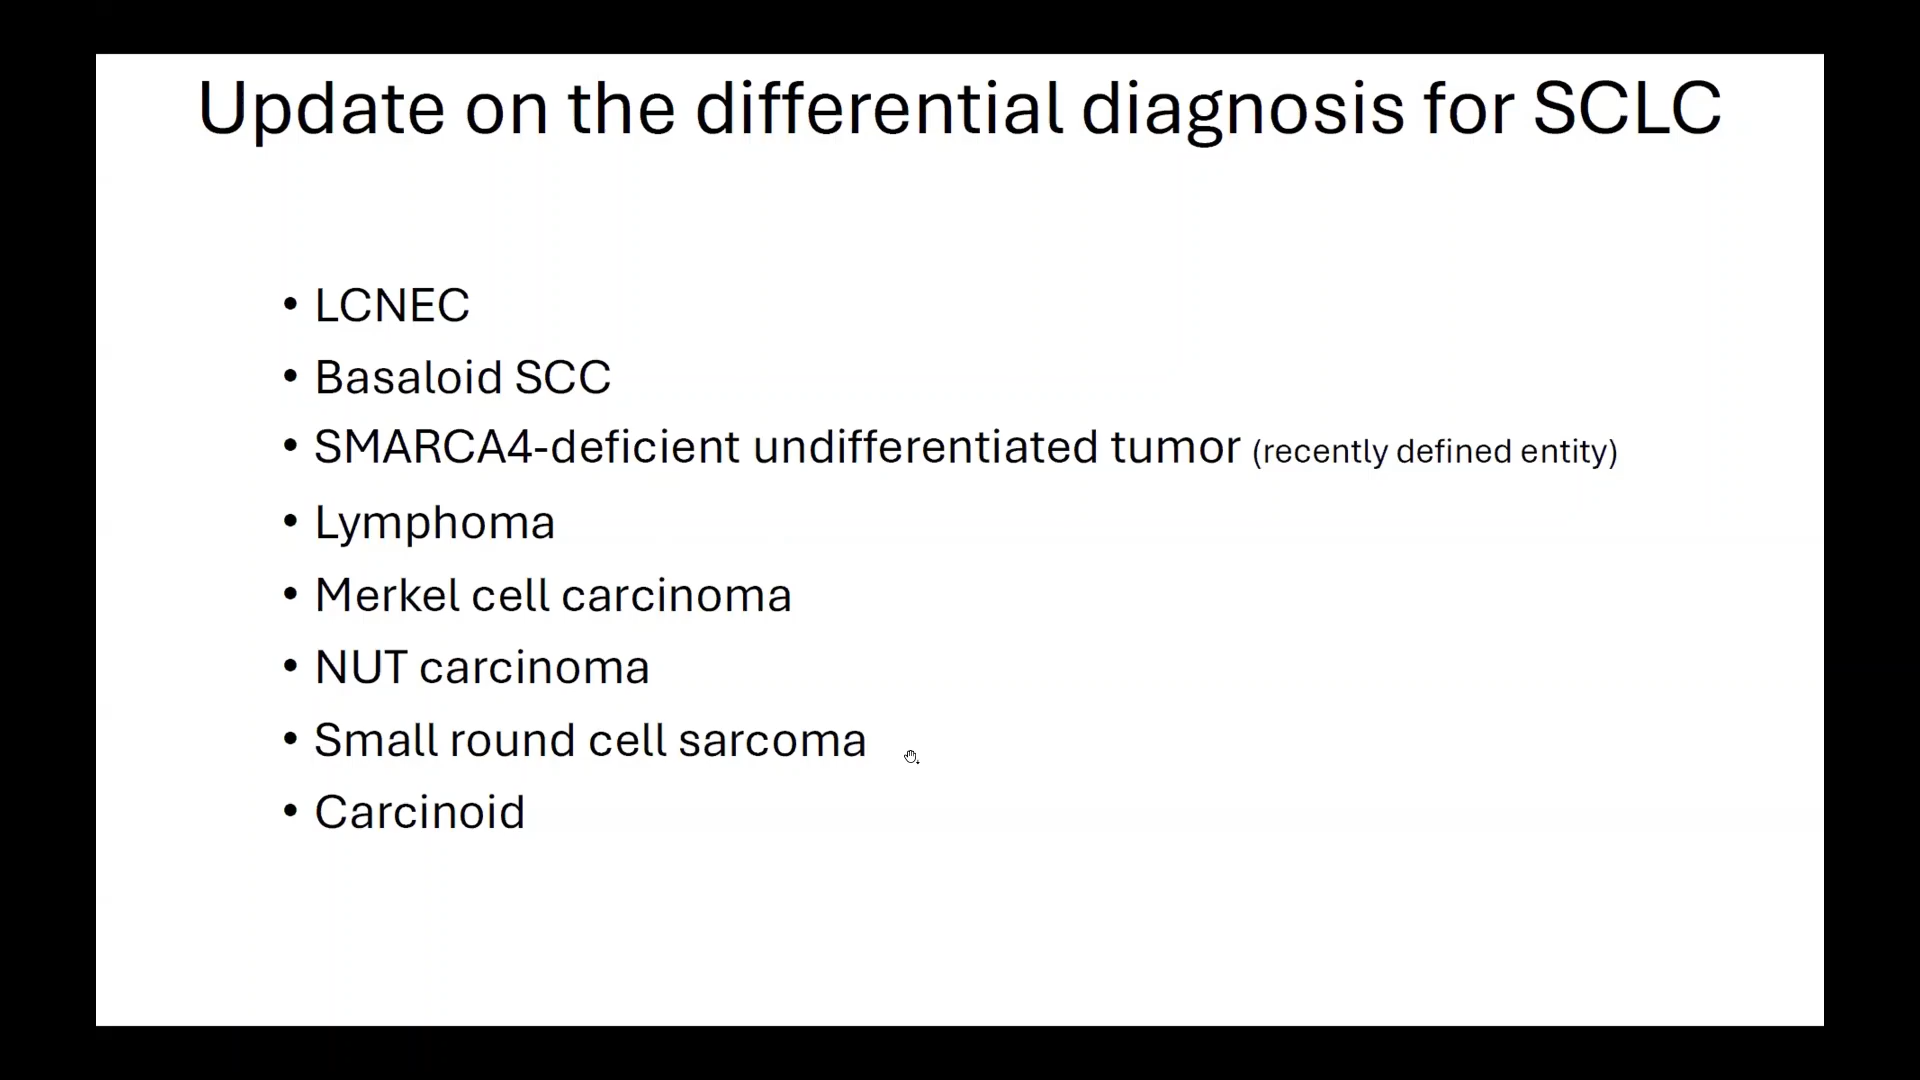 Update on the differential diagnosis for SCLC
• LCNEC
• Basaloid SCC
• SMARCA4-deficient undifferentiated tumor (recently defined entity)
• Lymphoma
• Merkel cell carcinoma
• NUT carcinoma
• Small round cell sarcoma
• Carcinoid